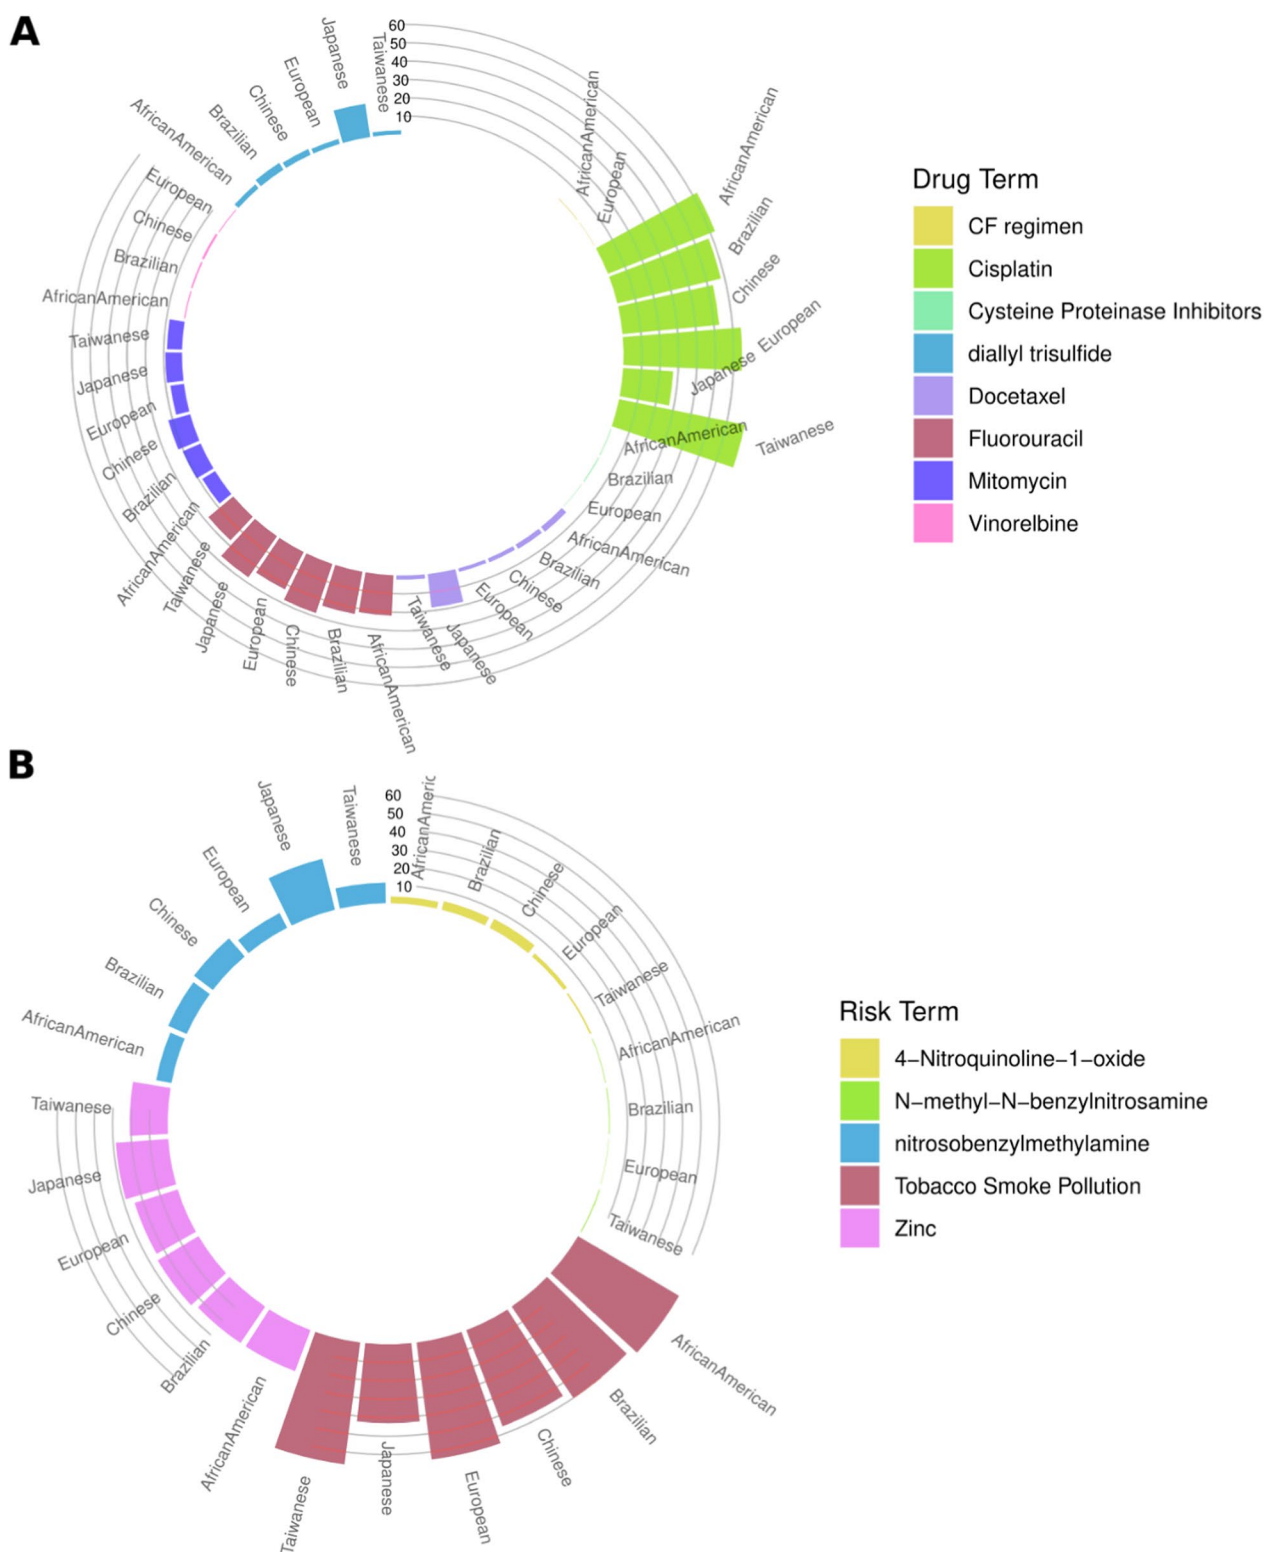 A
60
50
40
30
20
10
AfricanAmerican
European
AfricanAmerican
Brazilian
Chinese
European
Japanese
Taiwanese
AfricanAmerican
Brazilian
European
AfricanAmerican
Brazilian
Chinese
European
Japanese
Taiwanese
AfricanAmerican
Brazilian
Chinese
European
Japanese
Taiwanese
AfricanAmerican
Brazilian
Chinese
European
Japanese
Taiwanese
AfricanAmerican
Brazilian
Chinese
European
AfricanAmerican
Brazilian
Chinese
European
Japanese
Taiwanese
Drug Term
CF regimen
Cisplatin
Cysteine Proteinase Inhibitors
diallyl trisulfide
Docetaxel
Fluorouracil
Mitomycin
Vinorelbine
B
60
50
40
30
20
10
AfricanAmeric
Brazilian
Chinese
European
Taiwanese
AfricanAmerican
Brazilian
European
Taiwanese
AfricanAmerican
Brazilian
Chinese
European
Japanese
Taiwanese
AfricanAmerican
Brazilian
Chinese
European
Japanese
Taiwanese
AfricanAmerican
Brazilian
Chinese
European
Japanese
Taiwanese
Risk Term
4−Nitroquinoline−1−oxide
N−methyl−N−benzylnitrosamine
nitrosobenzylmethylamine
Tobacco Smoke Pollution
Zinc